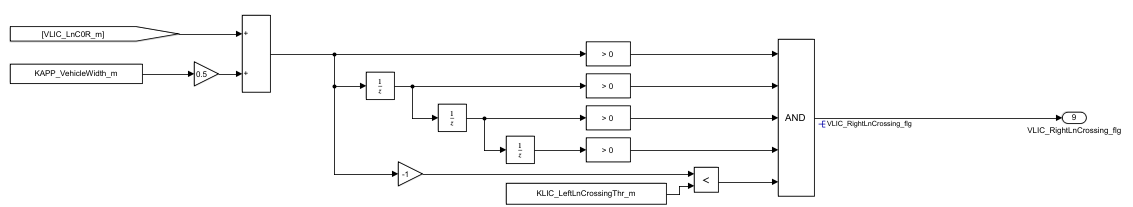 [VLIC_LnC0R_m]
+
KAPP_VehicleWidth_m
0.5
+
> 0
1
z
> 0
1
z
> 0
1
z
> 0
AND
-1
<
KLIC_LeftLnCrossingThr_m
VLIC_RightLnCrossing_flg
9
VLIC_RightLnCrossing_flg